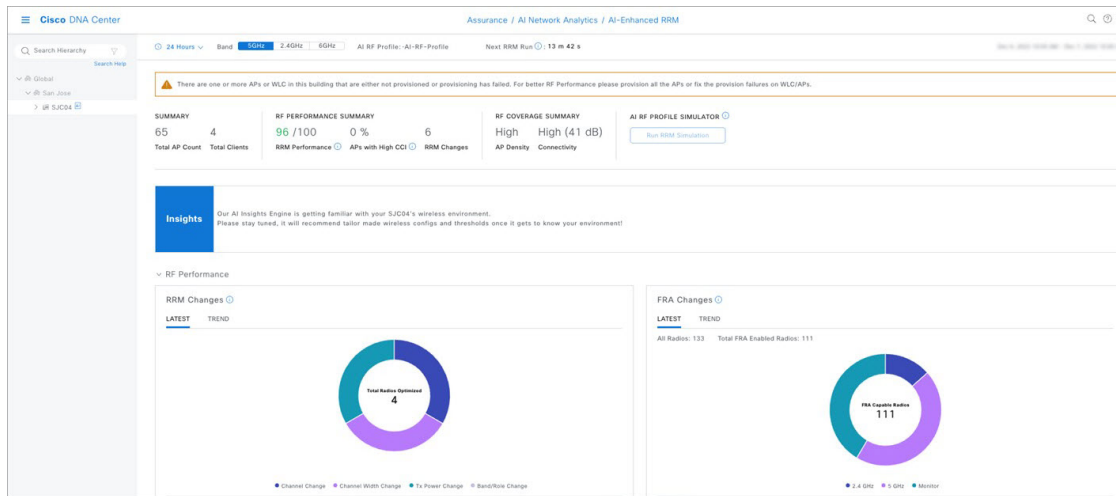 Cisco DNA Center
Assurance / AI Network Analytics / AI-Enhanced RRM
Search Hierarchy
Search Help
Global
San Jose
SJC04
24 Hours Band 5GHz 2.4GHz 6GHz AI RF Profile:-AI-RF-Profile Next RRM Run : 13 m 42 s
There are one or more APs or WLC in this building that are either not provisioned or provisioning has failed. For better RF Performance please provision all the APs or fix the provision failures on WLC/APs.
SUMMARY
65 4
Total AP Count Total Clients
RF PERFORMANCE SUMMARY
96 /100 0 % 6
RRM Performance APs with High CCI RRM Changes
RF COVERAGE SUMMARY
High High (41 dB)
AP Density Connectivity
AI RF PROFILE SIMULATOR
Run RRM Simulation
Insights
Our AI Insights Engine is getting familiar with your SJC04's wireless environment.
Please stay tuned, it will recommend tailor made wireless configs and thresholds once it gets to know your environment!
RF Performance
RRM Changes
LATEST TREND
Total Radios Optimized
4
Channel Change Channel Width Change Tx Power Change Band/Role Change
FRA Changes
LATEST TREND
All Radios: 133 Total FRA Enabled Radios: 111
FRA Capable Radios
111
2.4 GHz 5 GHz Monitor